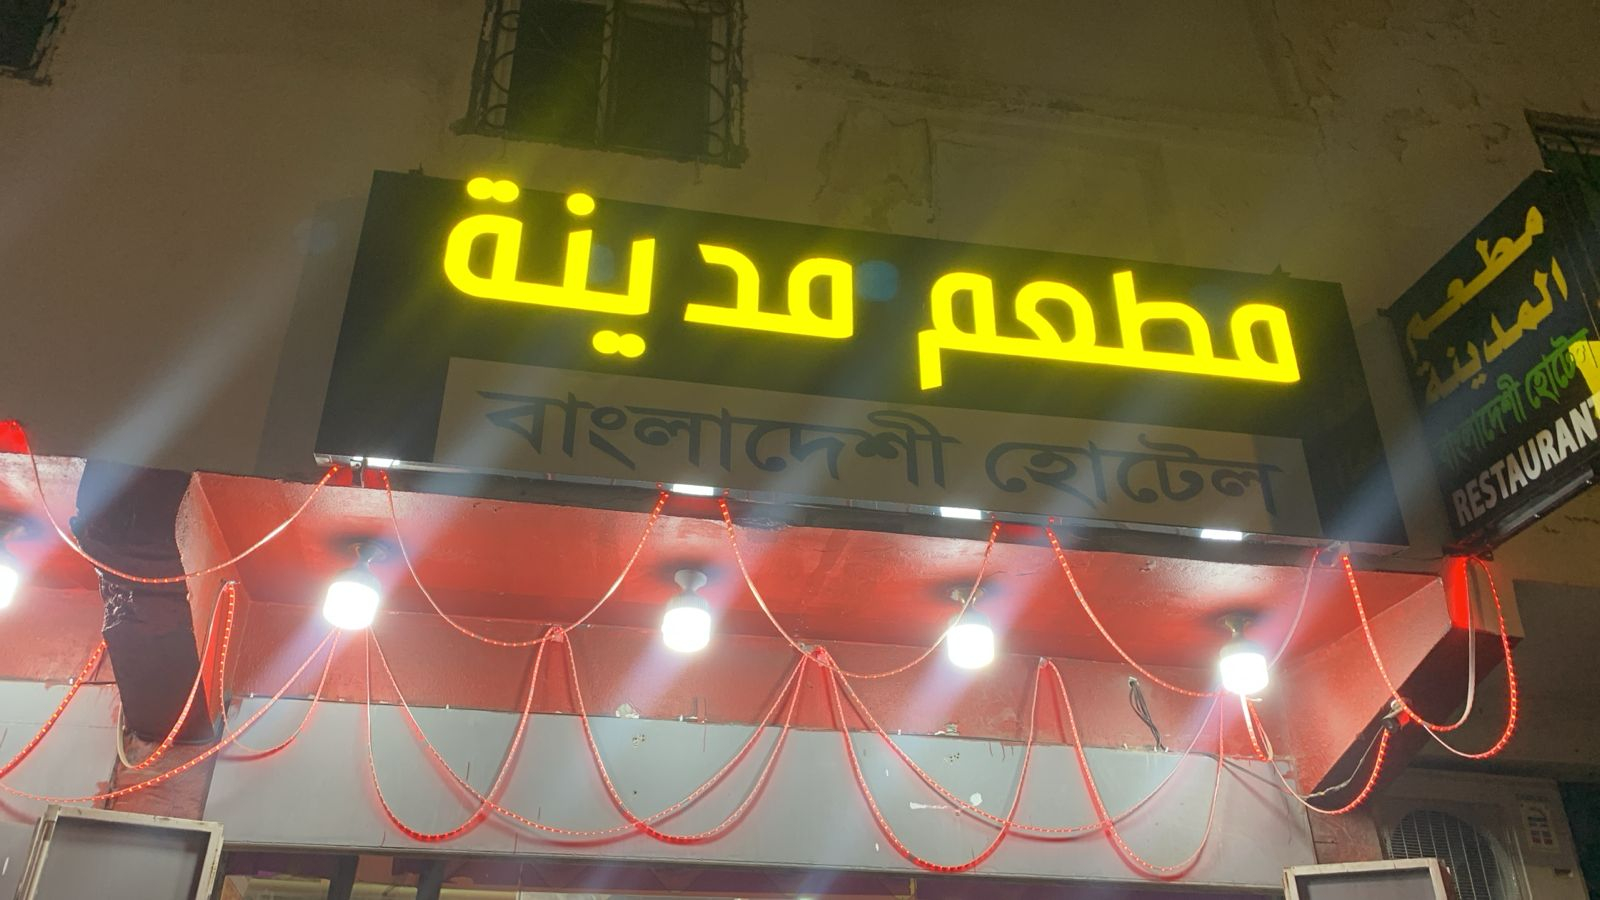 مطعم مدينة
বাংলাদেশী হোটেল
مطعم
المدينة
বাংলাদেশী হোটেল
RESTAURANT